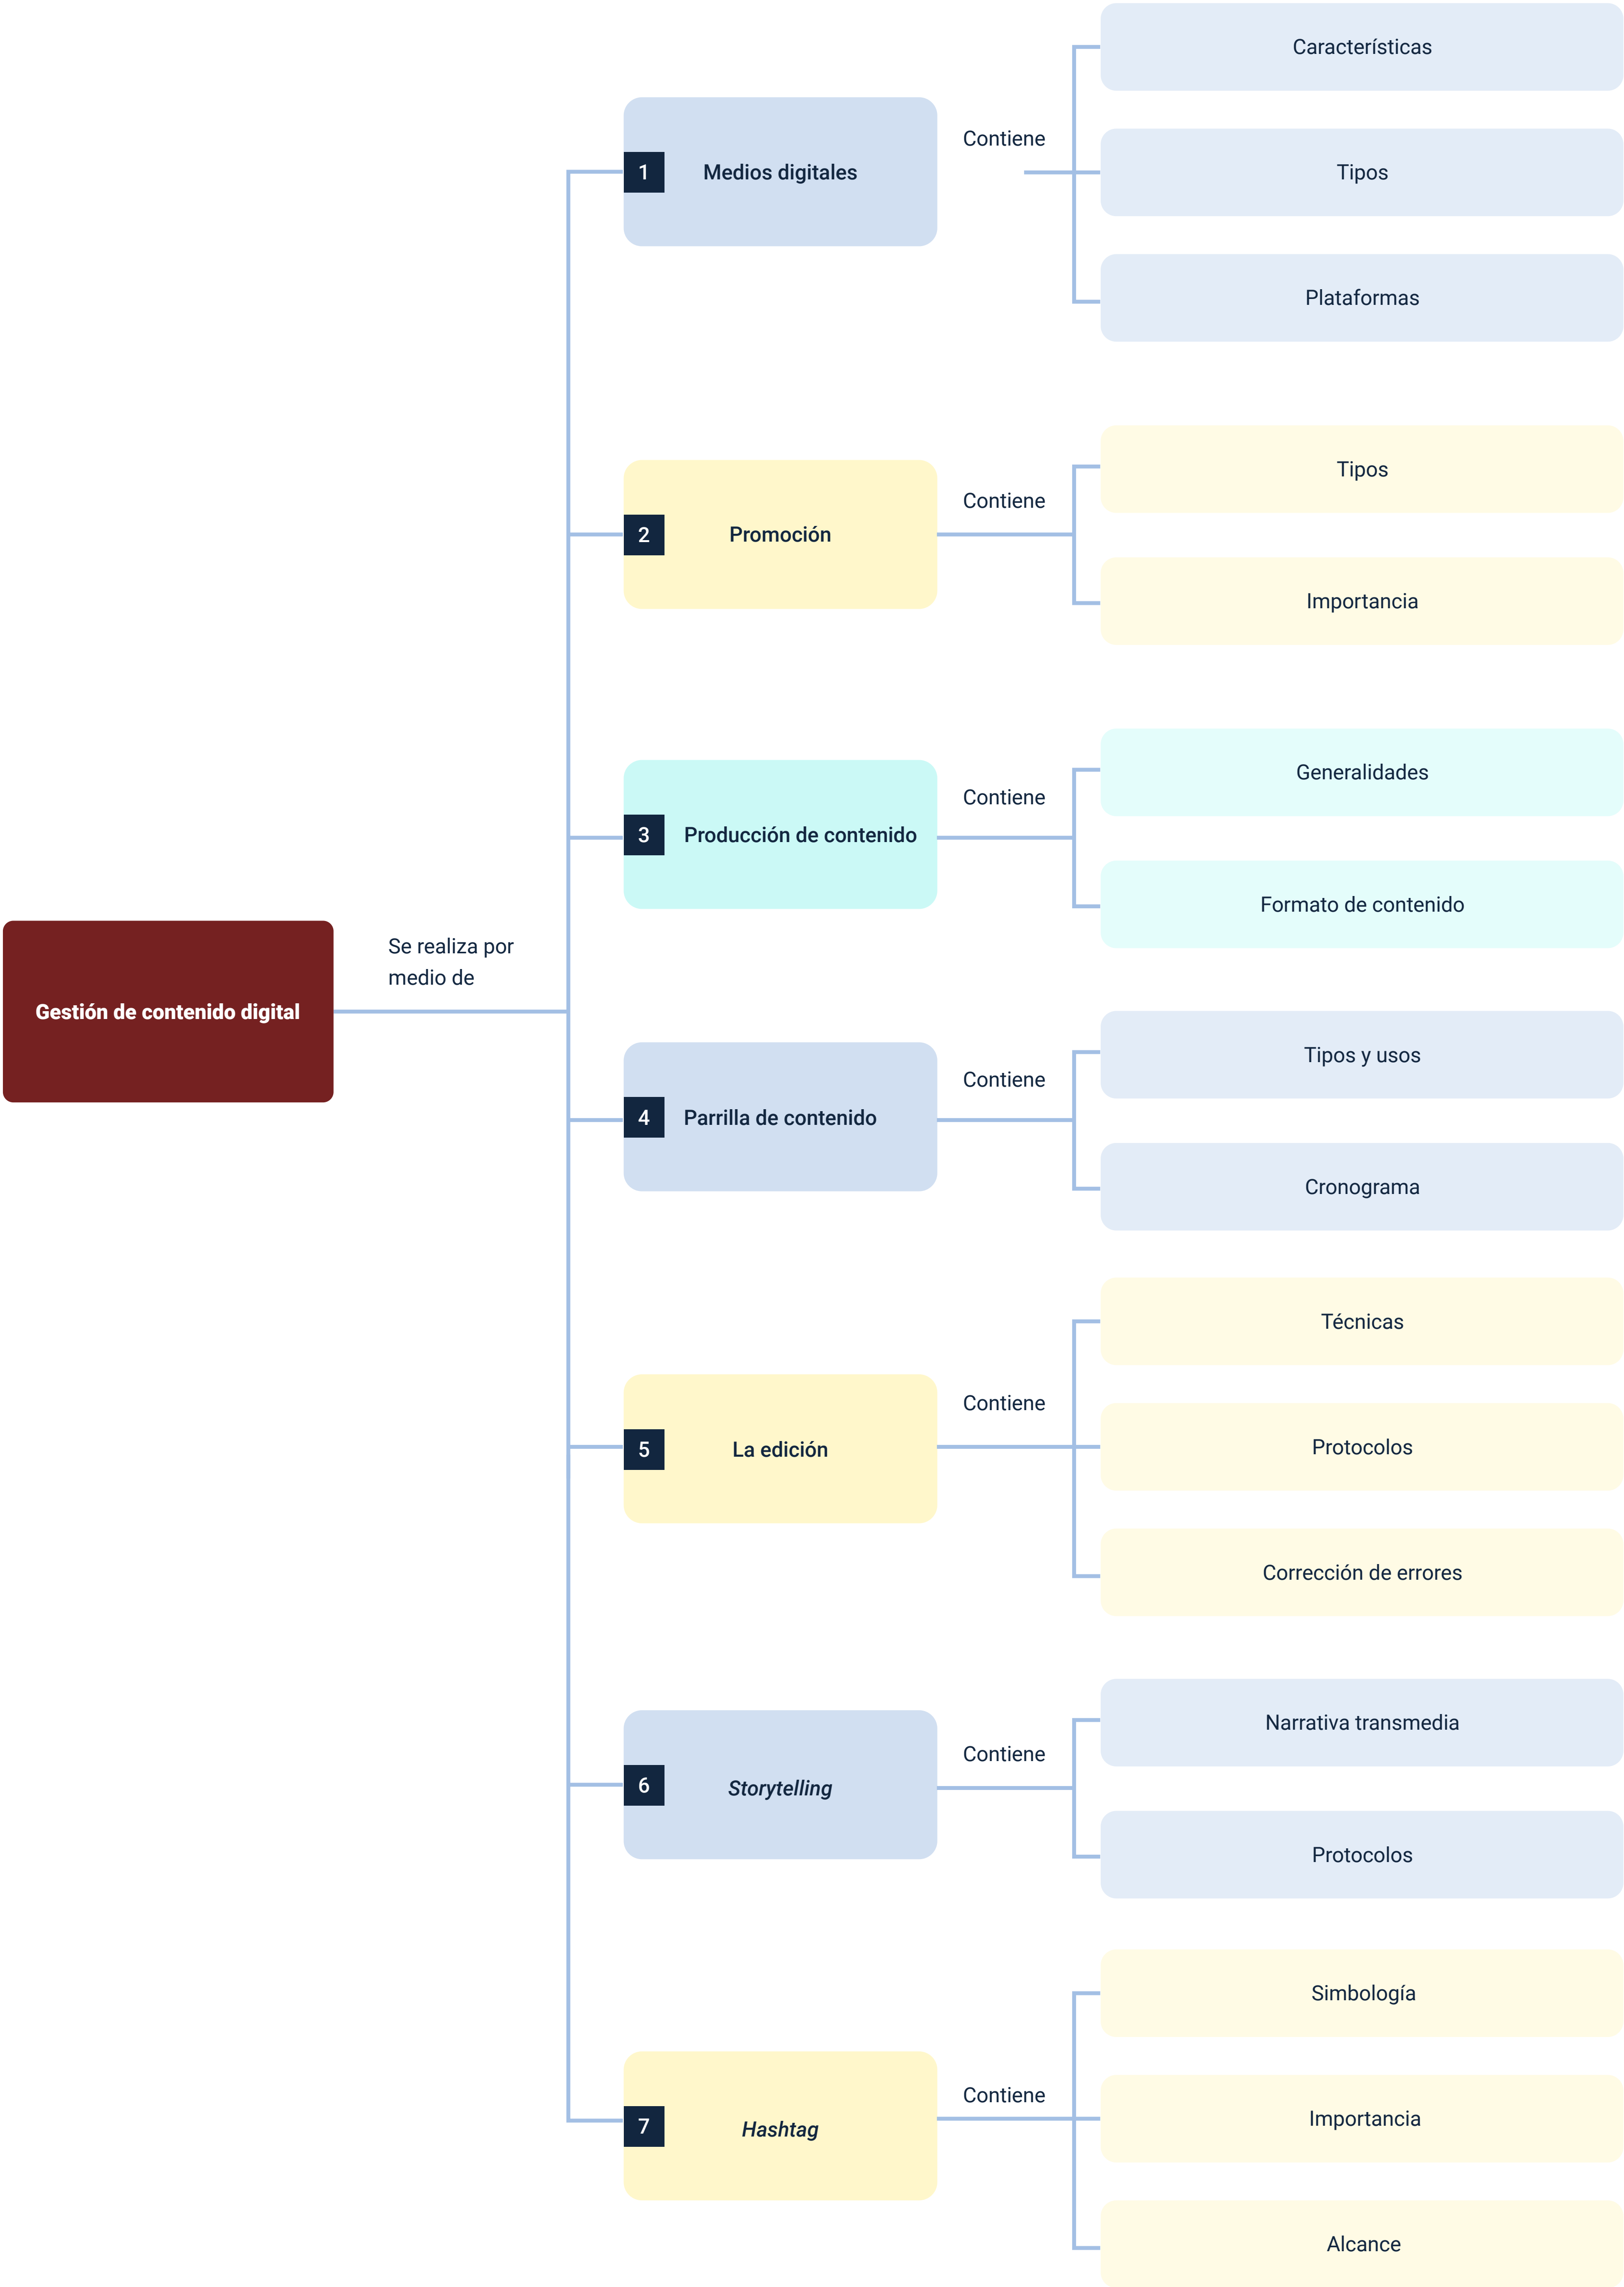 Gestión de contenido digital
Se realiza por
medio de
1
Medios digitales
Contiene
Características
Tipos
Plataformas
2
Promoción
Contiene
Tipos
Importancia
3
Producción de contenido
Contiene
Generalidades
Formato de contenido
4
Parrilla de contenido
Contiene
Tipos y usos
Cronograma
5
La edición
Contiene
Técnicas
Protocolos
Corrección de errores
6
Storytelling
Contiene
Narrativa transmedia
Protocolos
7
Hashtag
Contiene
Simbología
Importancia
Alcance